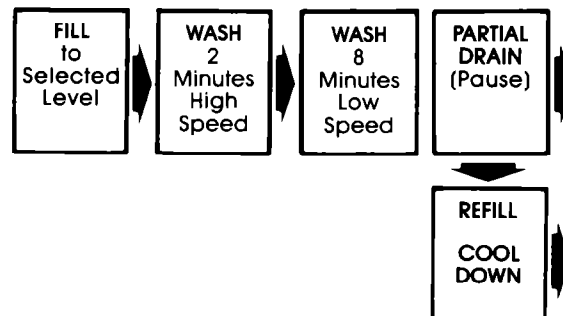 FILL
to
Selected
Level
WASH
2
Minutes
High
Speed
WASH
8
Minutes
Low
Speed
PARTIAL
DRAIN
(Pause)
REFILL
COOL
DOWN